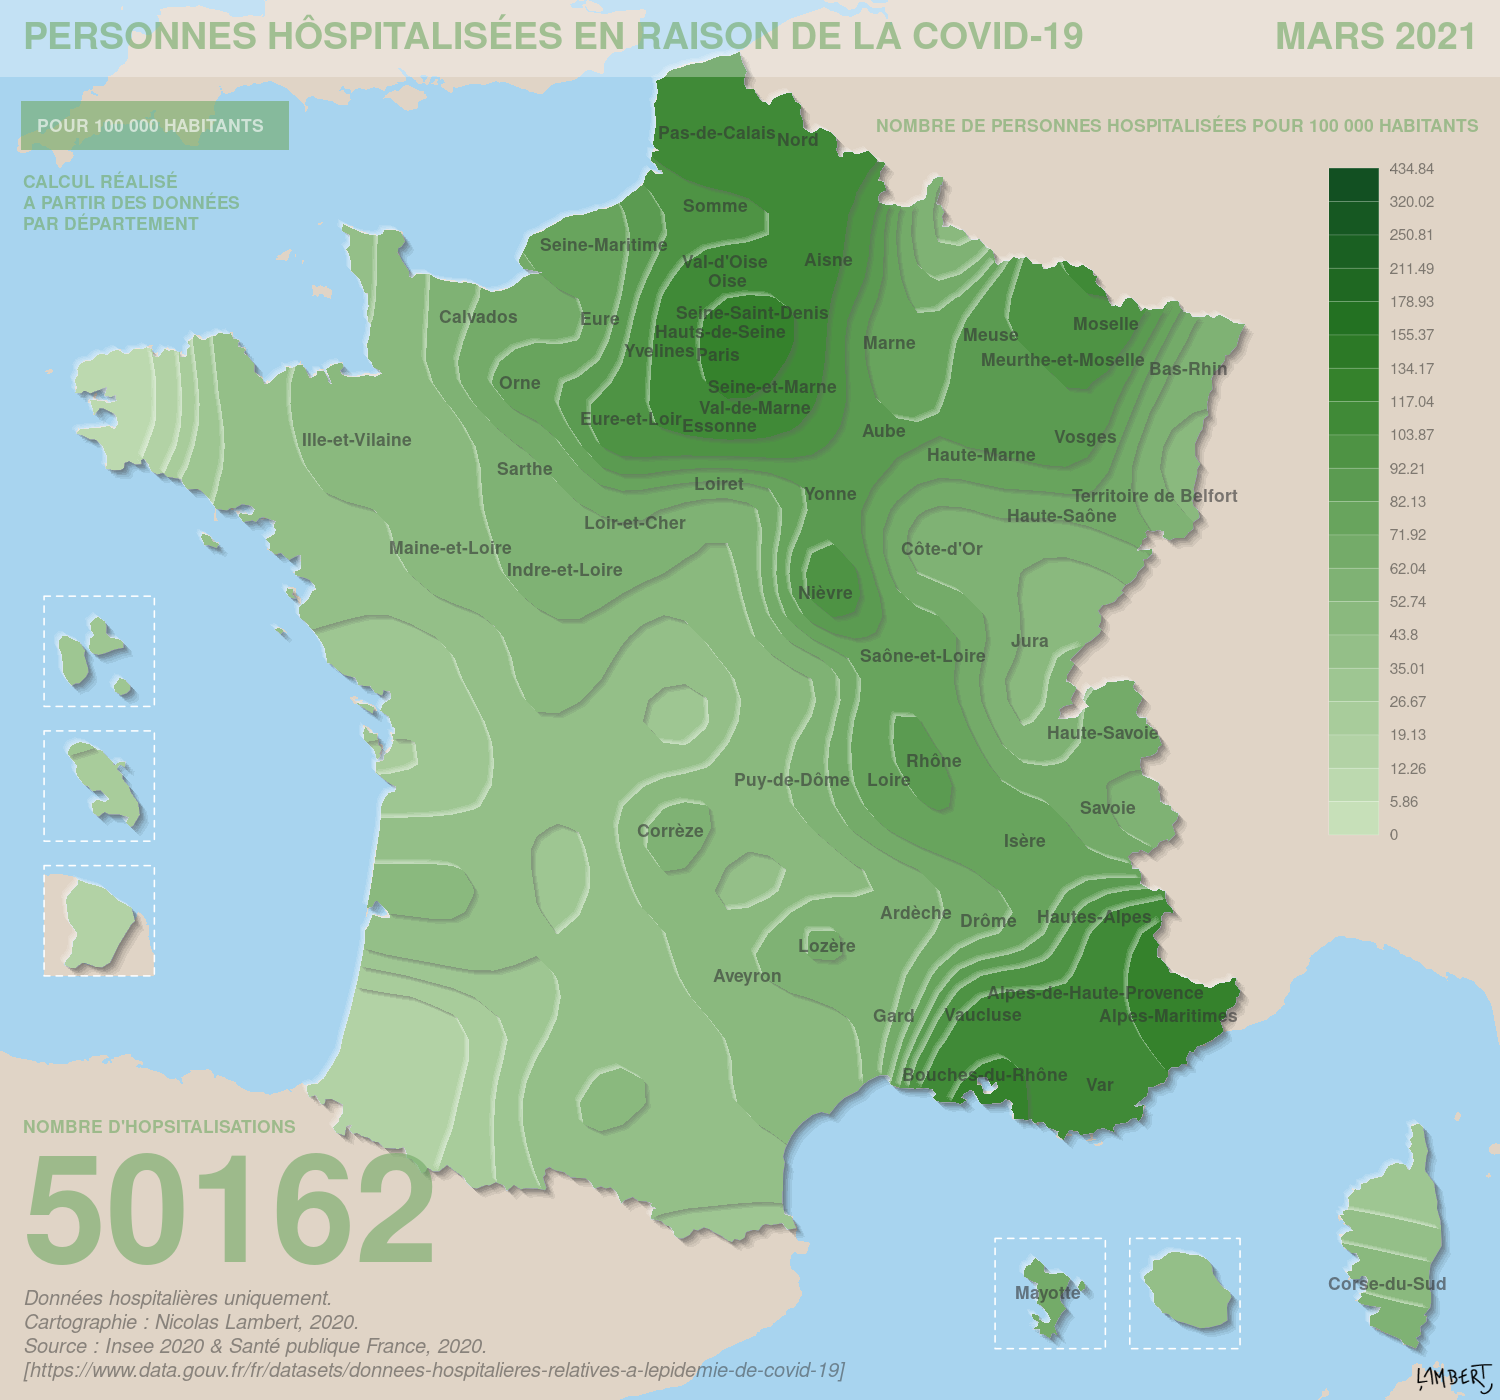 PERSONNES HÔSPITALISÉES EN RAISON DE LA COVID-19
MARS 2021
POUR 100 000 HABITANTS
CALCUL RÉALISÉ
A PARTIR DES DONNÉES
PAR DÉPARTEMENT
NOMBRE DE PERSONNES HOSPITALISÉES POUR 100 000 HABITANTS
434.84
320.02
250.81
211.49
178.93
155.37
134.17
117.04
103.87
92.21
82.13
71.92
62.04
52.74
43.8
35.01
26.67
19.13
12.26
5.86
0
Pas-de-Calais
Nord
Somme
Seine-Maritime
Val-d'Oise
Aisne
Oise
Calvados
Eure
Seine-Saint-Denis
Hauts-de-Seine
Yvelines
Paris
Marne
Meuse
Moselle
Meurthe-et-Moselle
Bas-Rhin
Orne
Seine-et-Marne
Val-de-Marne
Eure-et-Loir
Essonne
Aube
Vosges
Ille-et-Vilaine
Haute-Marne
Sarthe
Loiret
Yonne
Territoire de Belfort
Haute-Saône
Loir-et-Cher
Maine-et-Loire
Côte-d'Or
Indre-et-Loire
Nièvre
Jura
Saône-et-Loire
Haute-Savoie
Rhône
Puy-de-Dôme
Loire
Savoie
Corrèze
Isère
Ardèche
Drôme
Hautes-Alpes
Lozère
Aveyron
Alpes-de-Haute-Provence
Gard
Vaucluse
Alpes-Maritimes
Bouches-du-Rhône
Var
Corse-du-Sud
Mayotte
NOMBRE D'HOPSITALISATIONS
50162
Données hospitalières uniquement.
Cartographie : Nicolas Lambert, 2020.
Source : Insee 2020 & Santé publique France, 2020.
[https://www.data.gouv.fr/fr/datasets/donnees-hospitalieres-relatives-a-lepidemie-de-covid-19]
LAMBERT